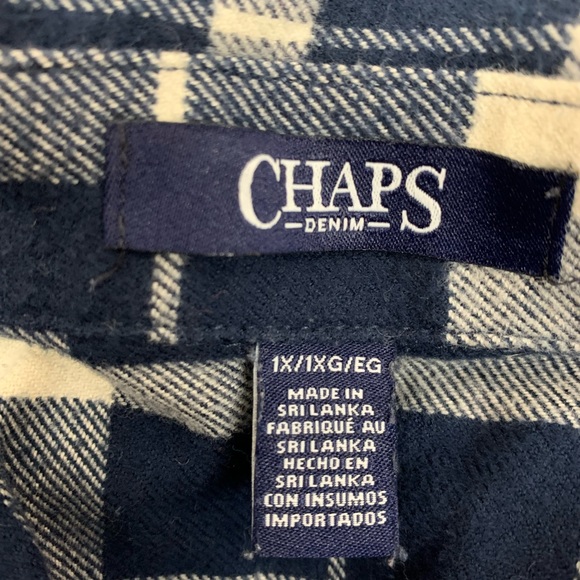 CHAPS
DENIM
1X/1XG/EG
MADE IN
SRI LANKA
FABRIQUÉ AU
SRI LANKA
HECHO EN
SRI LANKA
CON INSUMOS
IMPORTADOS